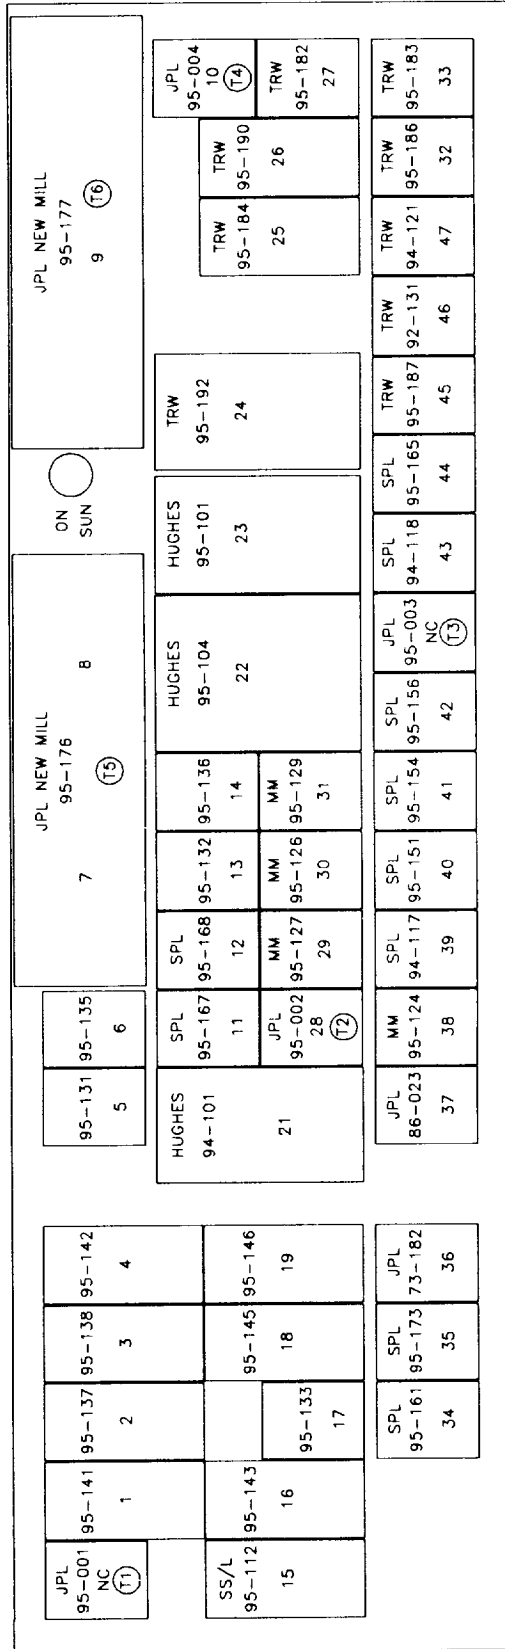 JPL NEW MILL
95-177
9
T6
ON
SUN
JPL NEW MILL
95-176
7
8
T5
95-135
6
95-131
5
95-142
4
95-138
3
95-137
2
95-141
1
JPL
95-001
NC
T1
JPL
95-004
10
T4
TRW
95-182
27
TRW
95-190
26
TRW
95-184
25
TRW
95-192
24
HUGHES
95-101
23
HUGHES
95-104
22
95-136
14
MM
95-129
31
95-132
13
MM
95-126
30
SPL
95-168
12
MM
95-127
29
SPL
95-167
11
JPL
95-002
28
T2
HUGHES
94-101
21
95-146
19
95-145
18
95-133
17
95-143
16
SS/L
95-112
15
TRW
95-183
33
TRW
95-186
32
TRW
94-121
47
TRW
92-131
46
TRW
95-187
45
SPL
95-165
44
SPL
94-118
43
JPL
95-003
NC
T3
SPL
95-156
42
SPL
95-154
41
SPL
95-151
40
SPL
94-117
39
MM
95-124
38
JPL
86-023
37
JPL
73-182
36
SPL
95-173
35
SPL
95-161
34